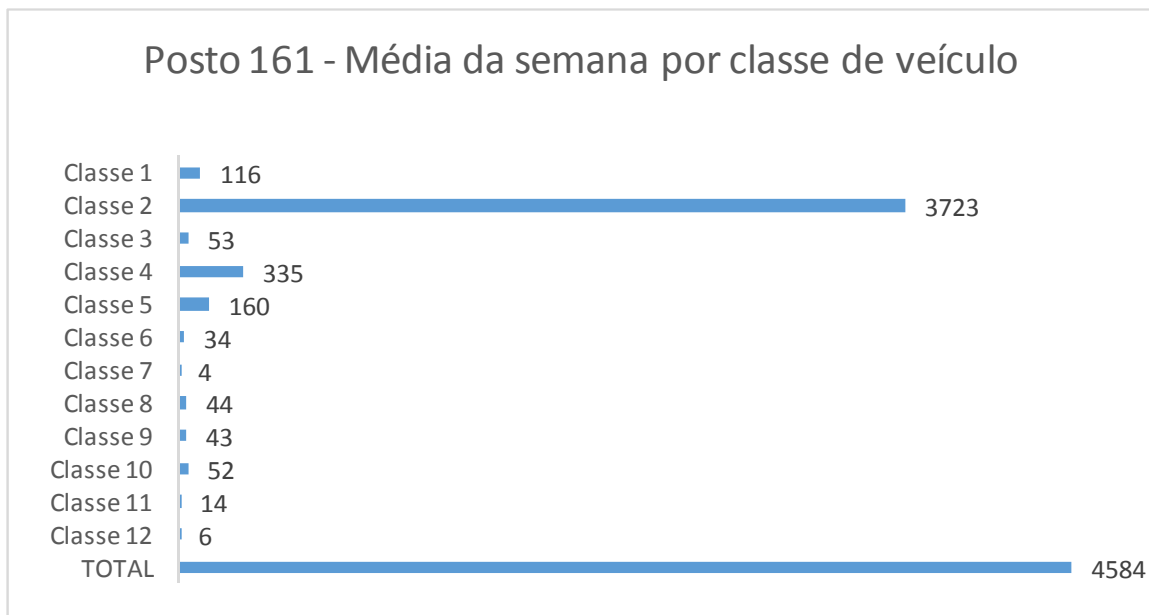 Posto 161 - Média da semana por classe de veículo
Classe 1 116
Classe 2 3723
Classe 3 53
Classe 4 335
Classe 5 160
Classe 6 34
Classe 7 4
Classe 8 44
Classe 9 43
Classe 10 52
Classe 11 14
Classe 12 6
TOTAL 4584